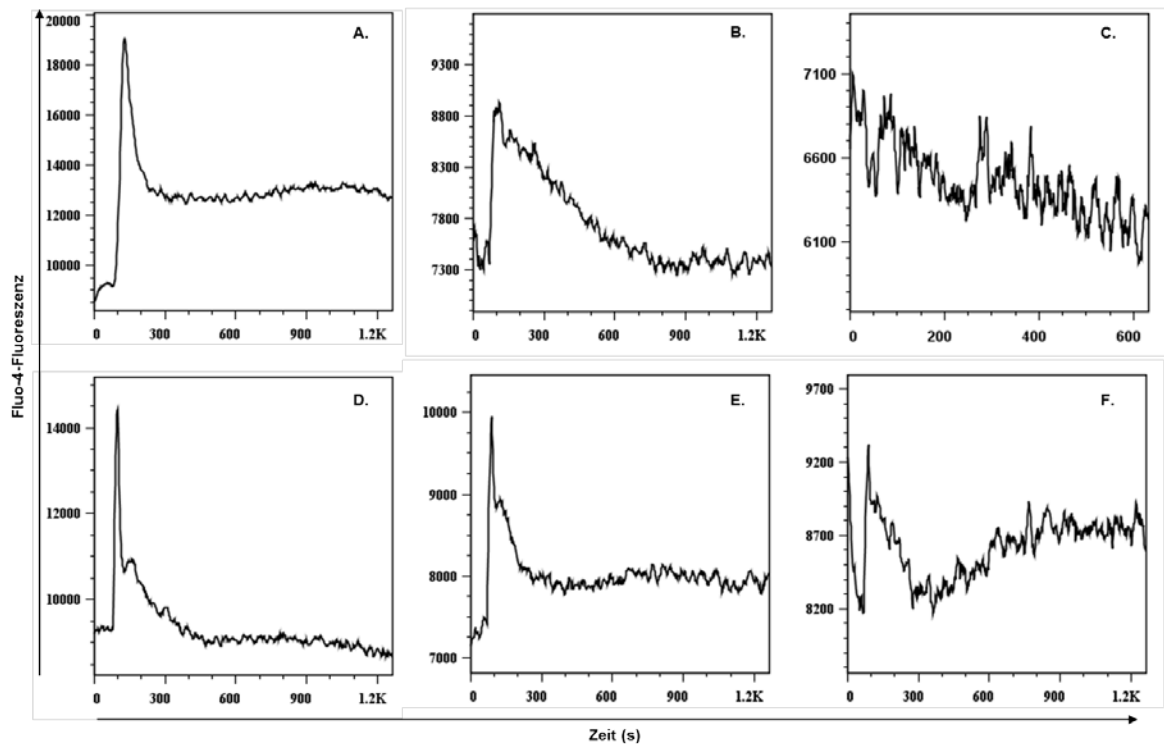 Fluo-4-Fluoreszenz
A.
20000
18000
16000
14000
12000
10000
0 300 600 900 1.2K
B.
9300
8800
8300
7800
7300
0 300 600 900 1.2K
C.
7100
6600
6100
0 200 400 600
D.
14000
12000
10000
0 300 600 900 1.2K
E.
10000
9000
8000
7000
0 300 600 900 1.2K
F.
9700
9200
8700
8200
0 300 600 900 1.2K
Zeit (s)